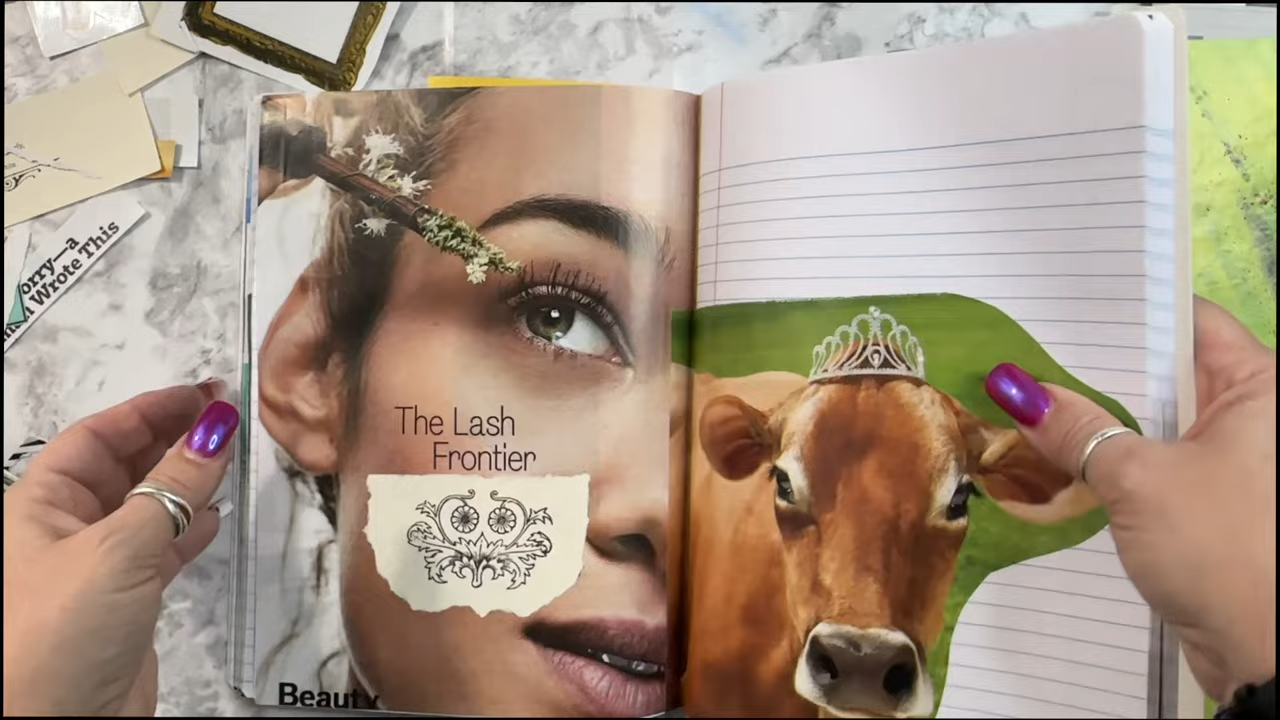 orry—a
Wrote This
The Lash
Frontier
Beauty